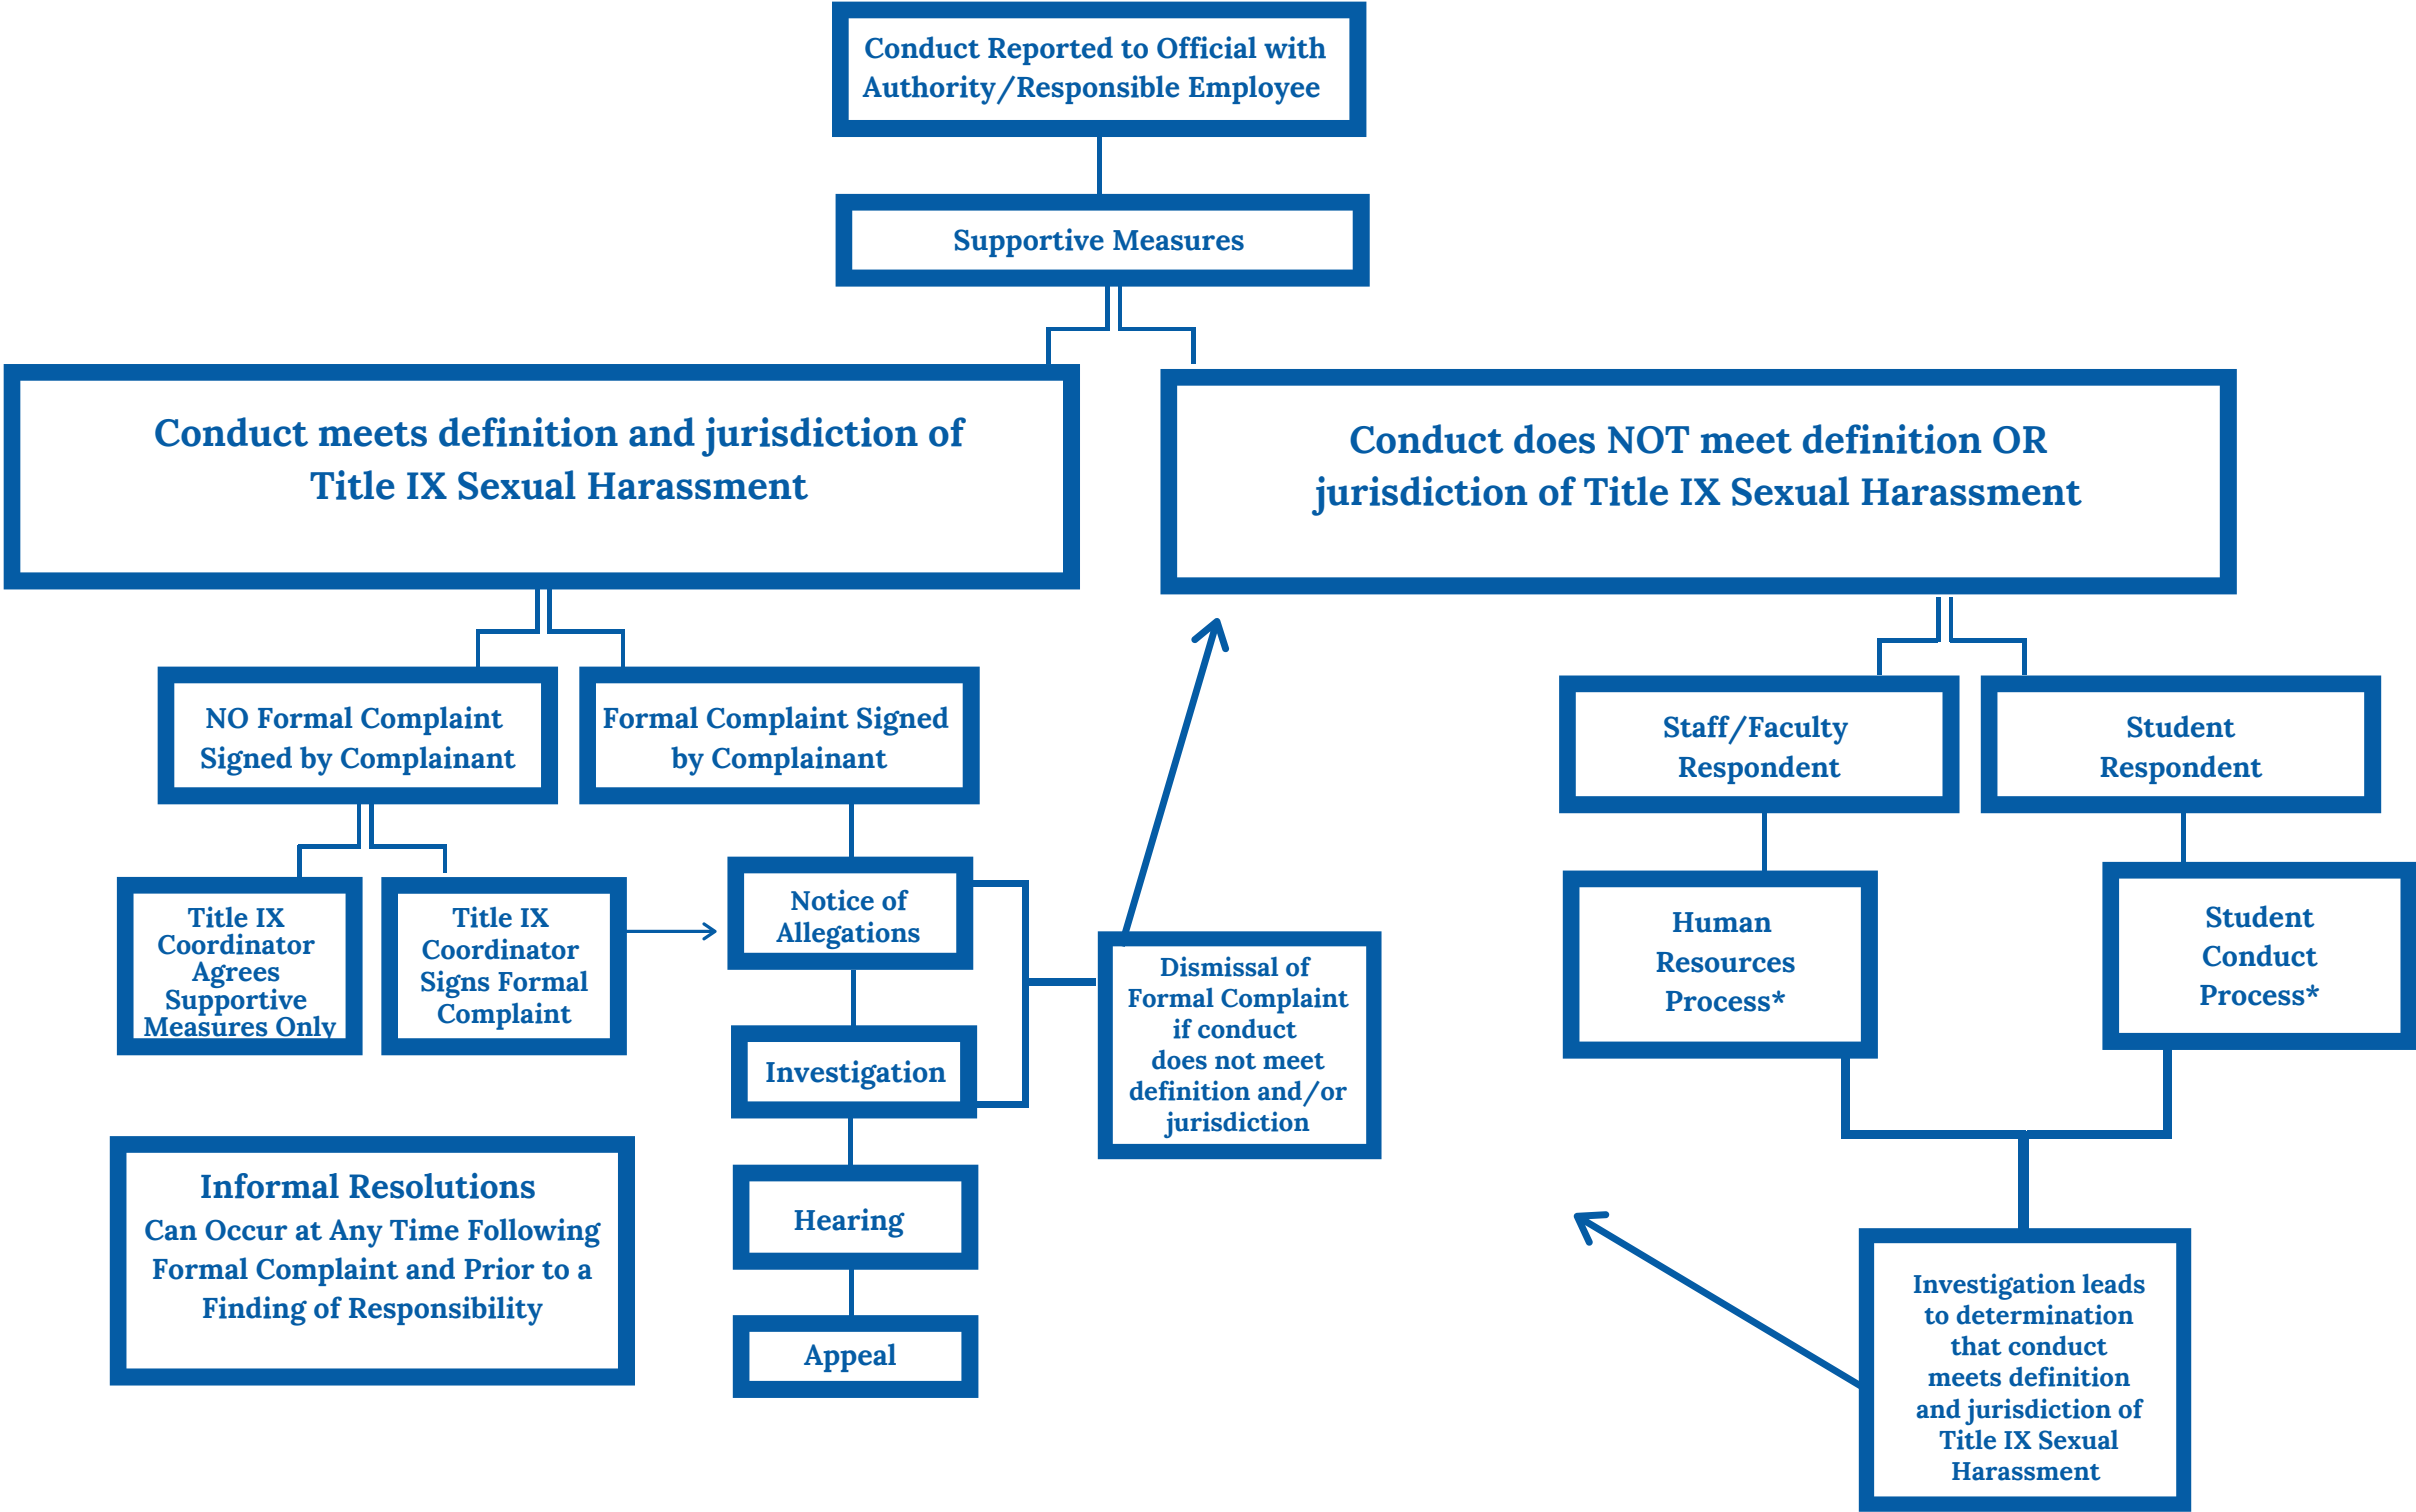 Conduct Reported to Official with
Authority/Responsible Employee
Supportive Measures
Conduct meets definition and jurisdiction of
Title IX Sexual Harassment
Conduct does NOT meet definition OR
jurisdiction of Title IX Sexual Harassment
NO Formal Complaint
Signed by Complainant
Formal Complaint Signed
by Complainant
Staff/Faculty
Respondent
Student
Respondent
Title IX
Coordinator
Agrees
Supportive
Measures Only
Title IX
Coordinator
Signs Formal
Complaint
Notice of
Allegations
Dismissal of
Formal Complaint
if conduct
does not meet
definition and/or
jurisdiction
Human
Resources
Process*
Student
Conduct
Process*
Investigation
Informal Resolutions
Can Occur at Any Time Following
Formal Complaint and Prior to a
Finding of Responsibility
Hearing
Appeal
Investigation leads
to determination
that conduct
meets definition
and jurisdiction of
Title IX Sexual
Harassment